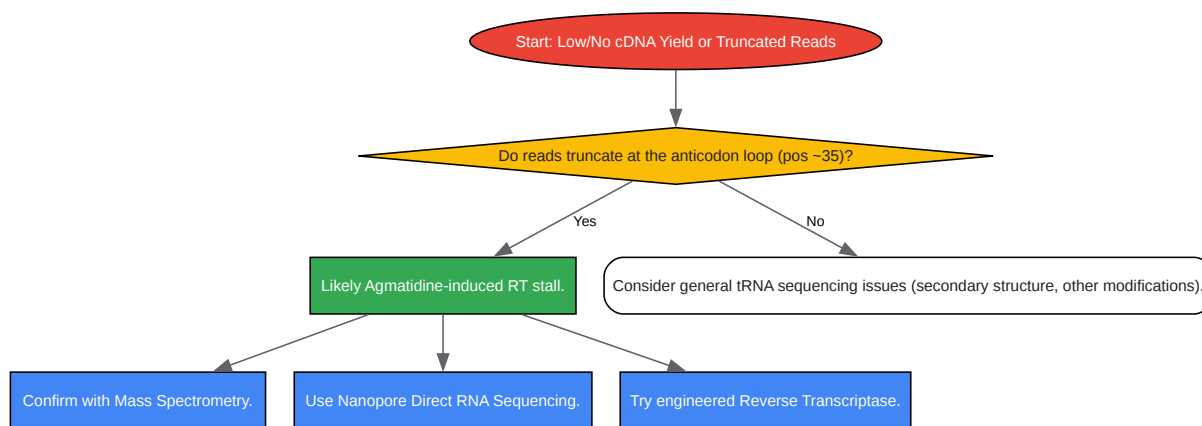 Start: Low/No cDNA Yield or Truncated Reads
Do reads truncate at the anticodon loop (pos ~35)?
Yes
No
Likely Agmatidine-induced RT stall.
Consider general tRNA sequencing issues (secondary structure, other modifications).
Confirm with Mass Spectrometry.
Use Nanopore Direct RNA Sequencing.
Try engineered Reverse Transcriptase.